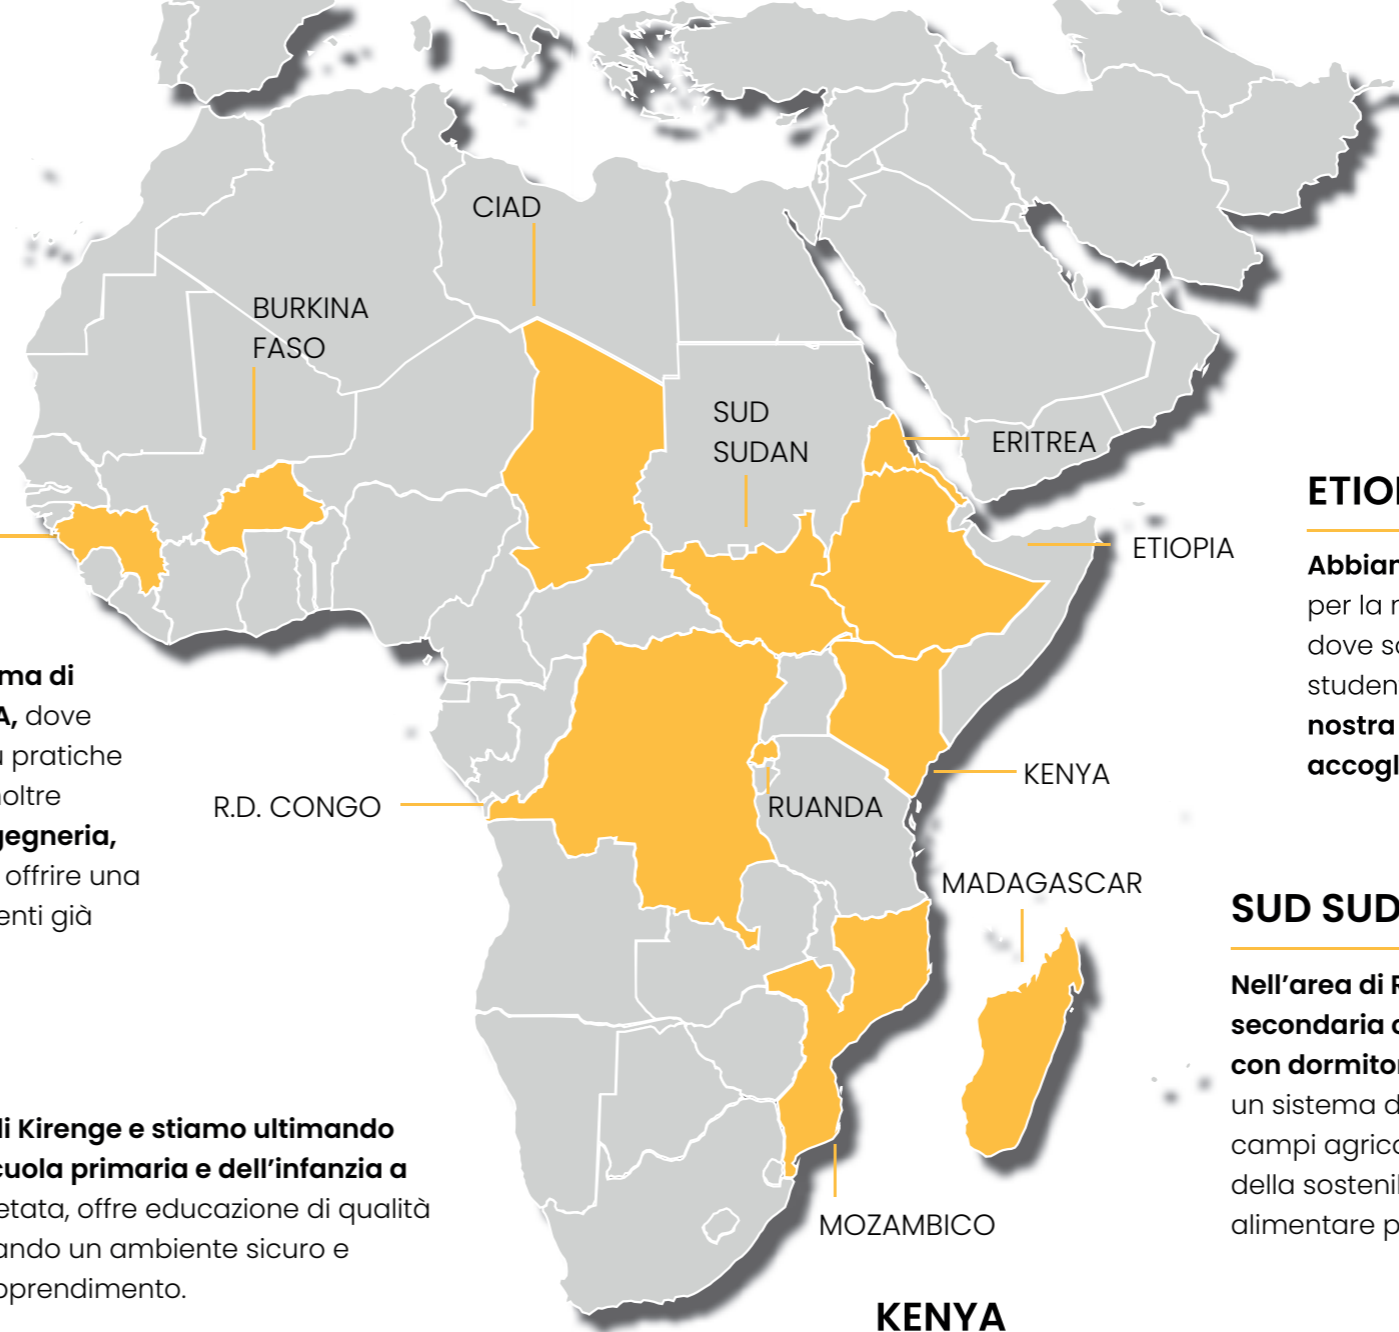 CIAD
BURKINA
FASO
SUD
SUDAN
ERITREA
ETIOPIA
R.D. CONGO
RUANDA
KENYA
MADAGASCAR
MOZAMBICO
ma di
A, dove
pratiche
oltre
gegneria,
offrire una
enti già
di Kirenge e stiamo ultimando
cuola primaria e dell’infanzia a
etata, offre educazione di qualità
ando un ambiente sicuro e
pprendimento.
KENYA
ETIO
Abbia
per la
dove s
studen
nostra
accogl
SUD SUD
Nell’area di
secondaria
con dormito
un sistema d
campi agrico
della sosteni
alimentare p